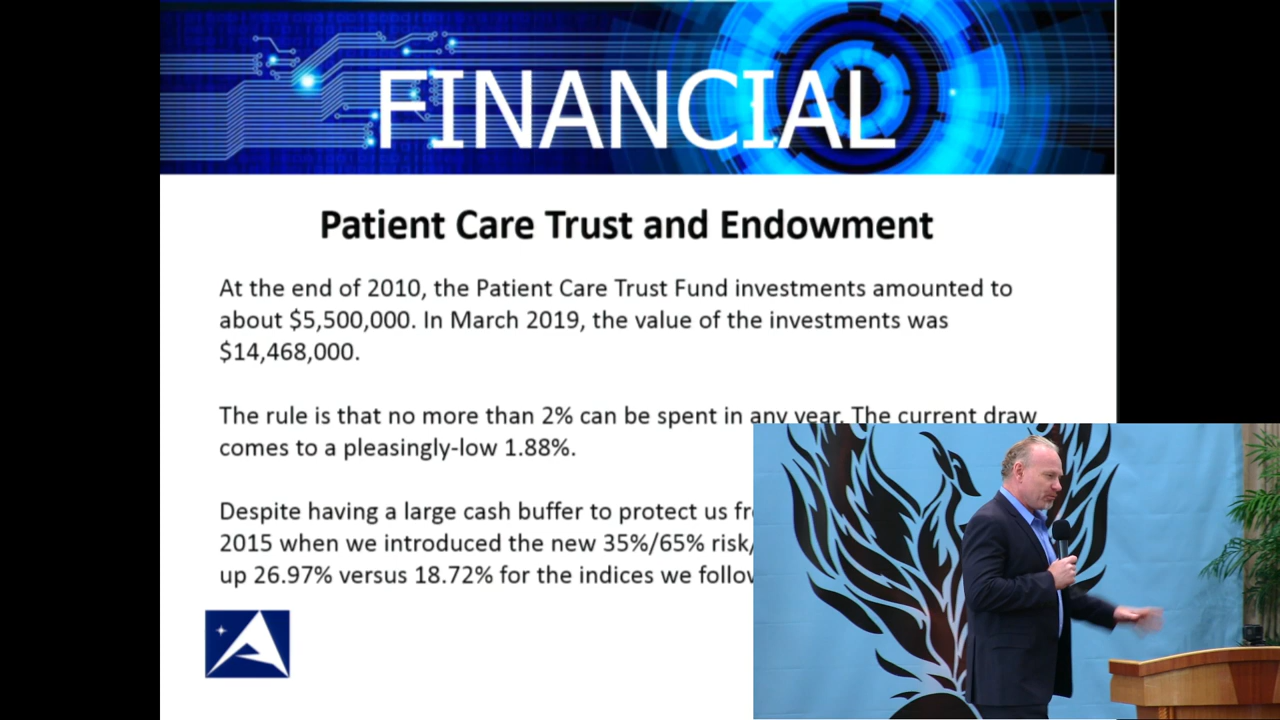 FINANCIAL
Patient Care Trust and Endowment
At the end of 2010, the Patient Care Trust Fund investments amounted to
about $5,500,000. In March 2019, the value of the investments was
$14,468,000.
The rule is that no more than 2% can be spent in any year. The current draw
comes to a pleasingly-low 1.88%.
Despite having a large cash buffer to protect us
2015 when we introduced the new 35%/65% risk/
up 26.97% versus 18.72% for the indices we